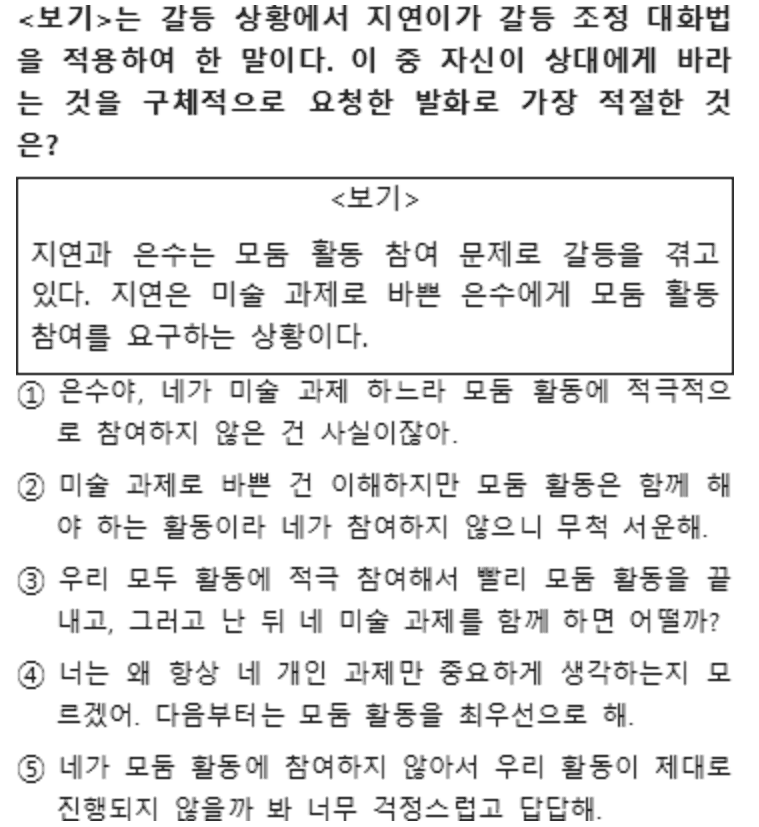 <보기>는 갈등 상황에서 지연이가 갈등 조정 대화법
을 적용하여 한 말이다. 이 중 자신이 상대에게 바라
는 것을 구체적으로 요청한 발화로 가장 적절한 것
은?
<보기>
지연과 은수는 모둠 활동 참여 문제로 갈등을 겪고
있다. 지연은 미술 과제로 바쁜 은수에게 모둠 활동
참여를 요구하는 상황이다.
① 은수야, 네가 미술 과제 하느라 모둠 활동에 적극적으
로 참여하지 않은 건 사실이잖아.
② 미술 과제로 바쁜 건 이해하지만 모둠 활동은 함께 해
야 하는 활동이라 네가 참여하지 않으니 무척 서운해.
③ 우리 모두 활동에 적극 참여해서 빨리 모둠 활동을 끝
내고, 그러고 난 뒤 네 미술 과제를 함께 하면 어떨까?
④ 너는 왜 항상 네 개인 과제만 중요하게 생각하는지 모
르겠어. 다음부터는 모둠 활동을 최우선으로 해.
⑤ 네가 모둠 활동에 참여하지 않아서 우리 활동이 제대로
진행되지 않을까 봐 너무 걱정스럽고 답답해.